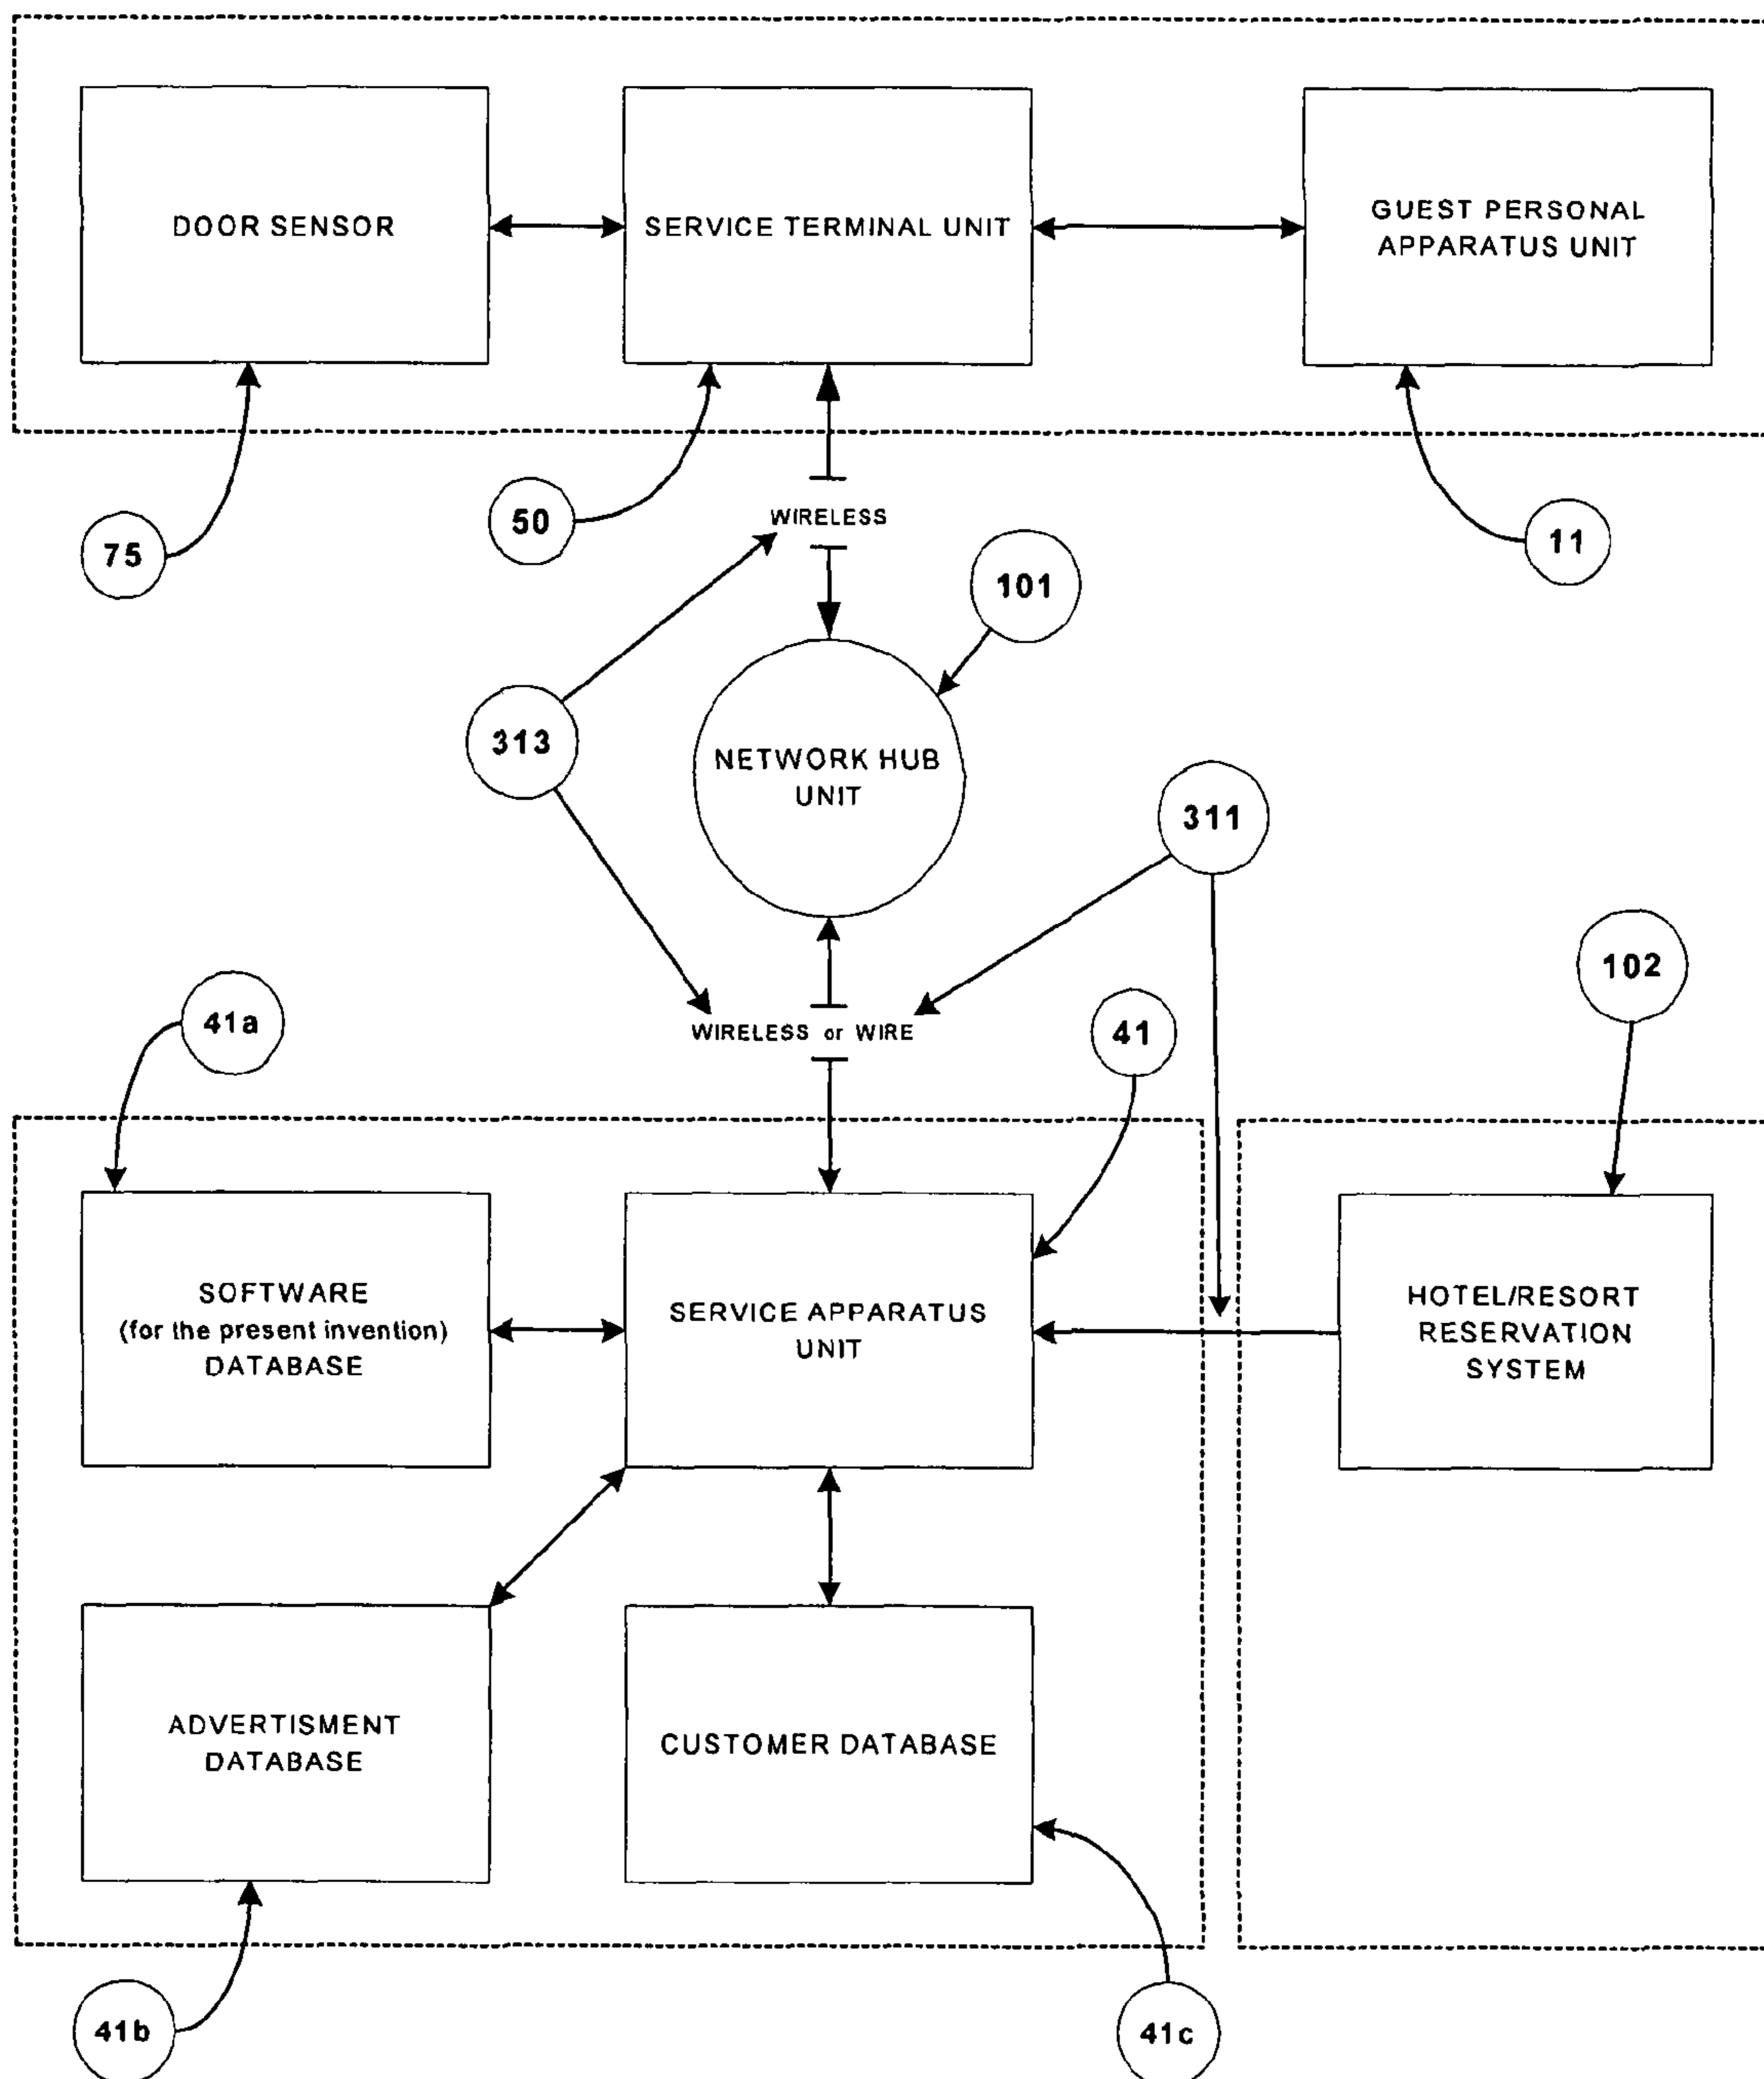 DOOR SENSOR
SERVICE TERMINAL UNIT
GUEST PERSONAL
APPARATUS UNIT
75
50
WIRELESS
101
11
313
NETWORK HUB
UNIT
311
102
41a
WIRELESS or WIRE
41
SOFTWARE
(for the present invention)
DATABASE
SERVICE APPARATUS
UNIT
HOTEL/RESORT
RESERVATION
SYSTEM
ADVERTISMENT
DATABASE
CUSTOMER DATABASE
41b
41c